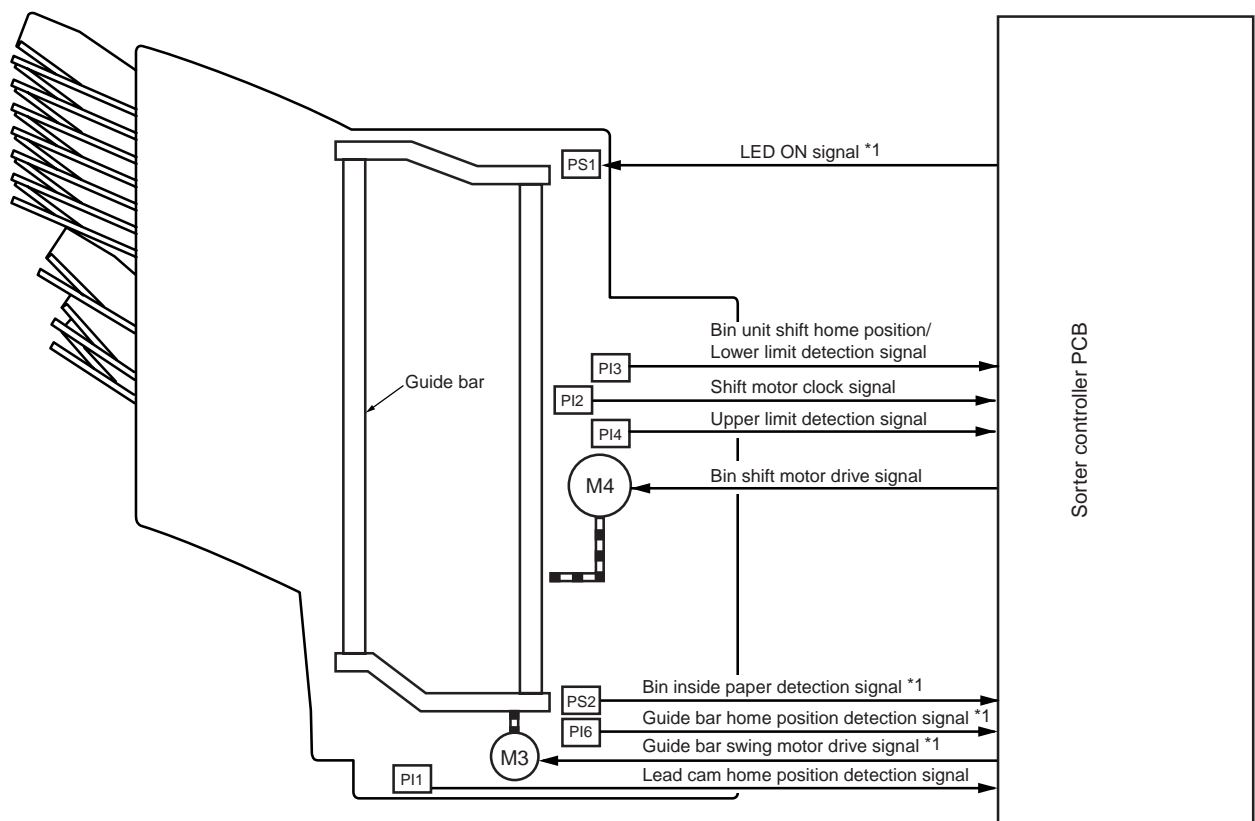 PS1
LED ON signal *1
Bin unit shift home position/
Lower limit detection signal
PI3
Shift motor clock signal
PI2
Upper limit detection signal
PI4
Guide bar
Bin shift motor drive signal
M4
Sorter controller PCB
Bin inside paper detection signal *1
PS2
Guide bar home position detection signal *1
PI6
Guide bar swing motor drive signal *1
M3
Lead cam home position detection signal
PI1